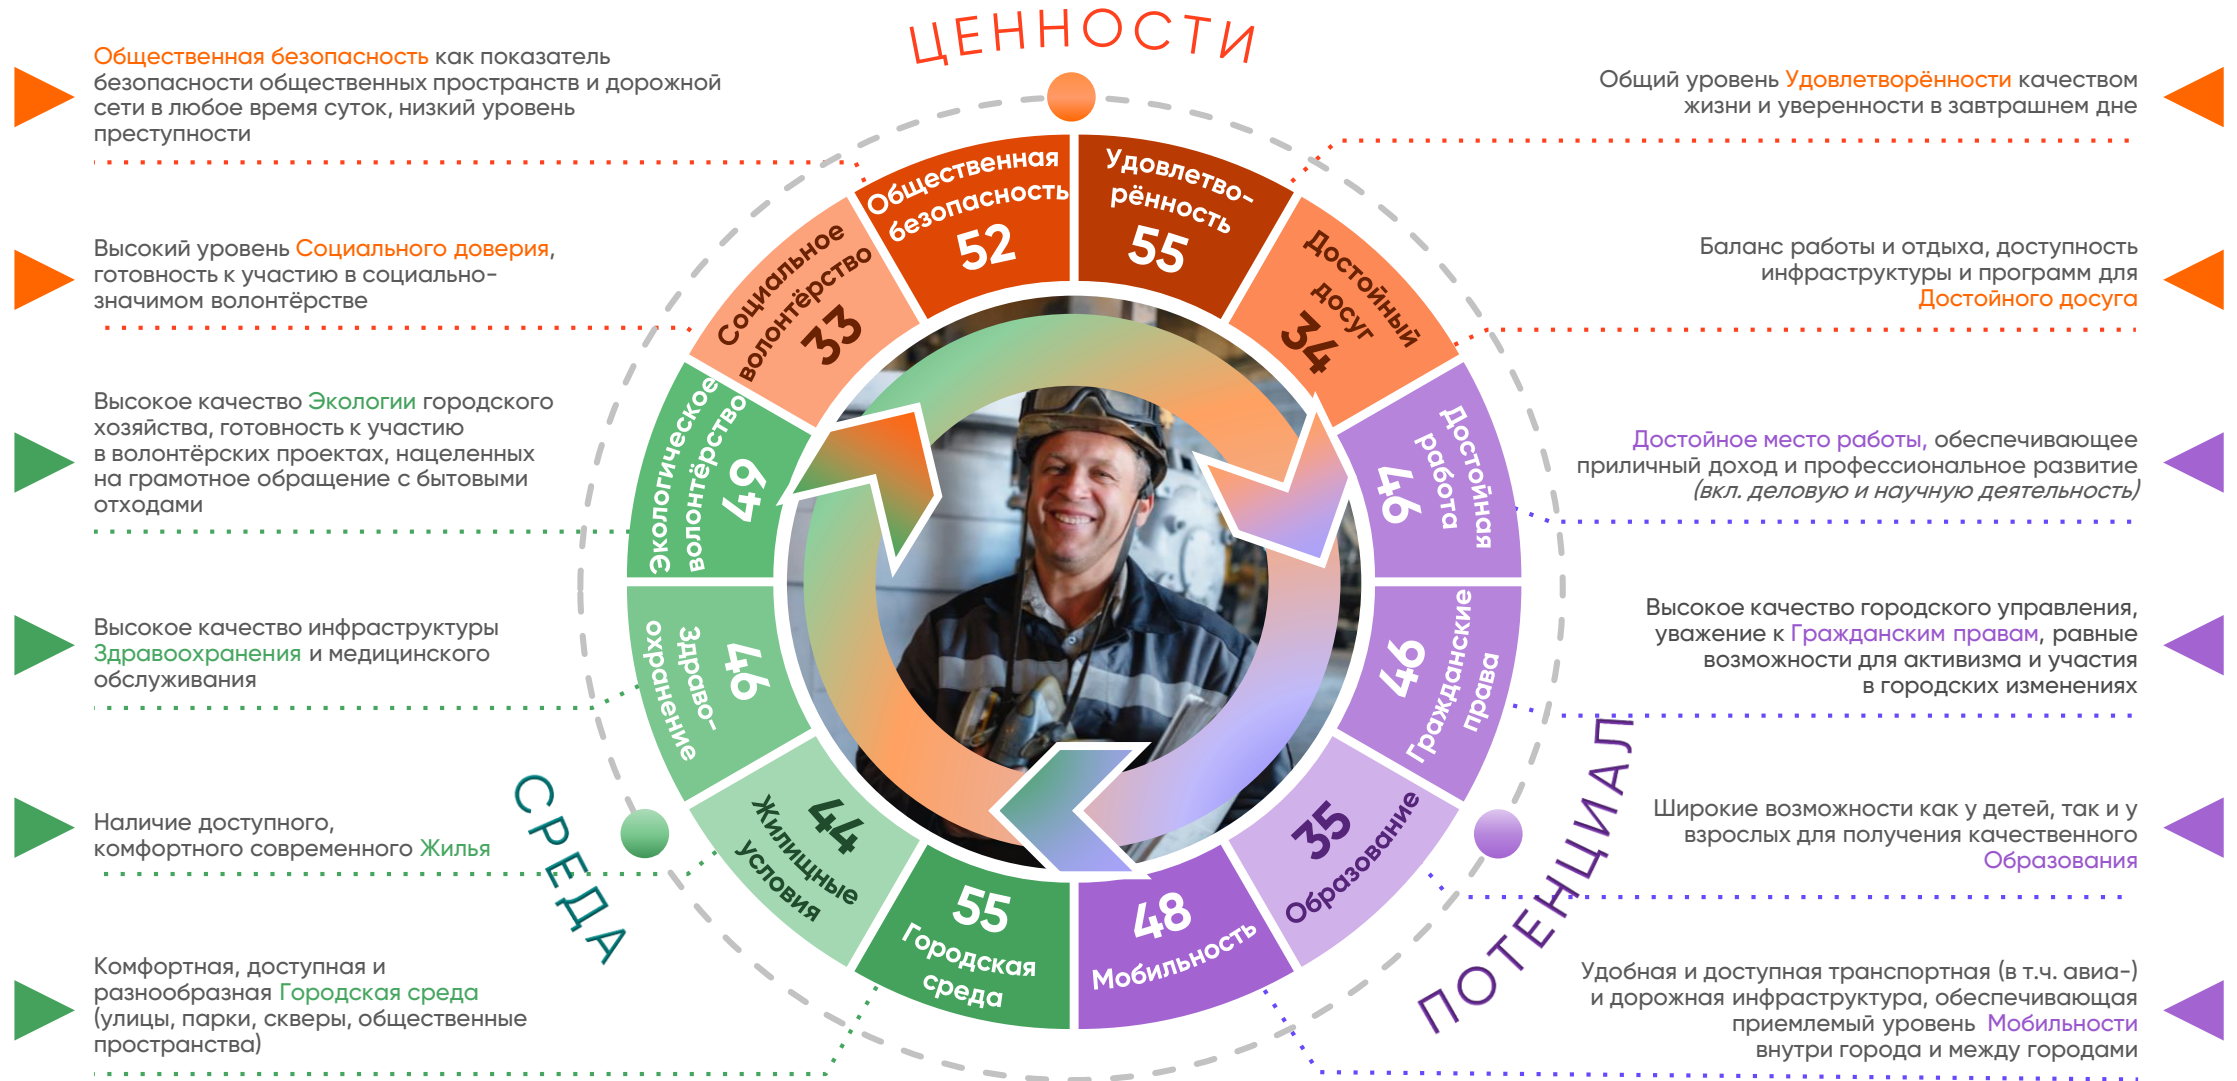 ЦЕННОСТИ
Общественная безопасность как показатель
безопасности общественных пространств и дорожной
сети в любое время суток, низкий уровень
преступности
Высокий уровень Социального доверия,
готовность к участию в социально-
значимом волонтёрстве
Высокое качество Экологии городского
хозяйства, готовность к участию
в волонтёрских проектах, нацеленных
на грамотное обращение с бытовыми
отходами
Высокое качество инфраструктуры
Здравоохранения и медицинского
обслуживания
Наличие доступного,
комфортного современного Жилья
Комфортная, доступная и
разнообразная Городская среда
(улицы, парки, скверы, общественные
пространства)
СРЕДА
Общественная
безопасность
52
Удовлетво-
рённость
55
Достойный
досуг
34
Достойная
работа
46
Гражданские
права
46
Образование
35
48
Мобильность
55
Городская
среда
44
Жилищные
условия
46
Здраво-
охранение
Экологическое
волонтёрство
49
Социальное
волонтёрство
33
ПОТЕНЦИАЛ
Общий уровень Удовлетворённости качеством
жизни и уверенности в завтрашнем дне
Баланс работы и отдыха, доступность
инфраструктуры и программ для
Достойного досуга
Достойное место работы, обеспечивающее
приличный доход и профессиональное развитие
(вкл. деловую и научную деятельность)
Высокое качество городского управления,
уважение к Гражданским правам, равные
возможности для активизма и участия
в городских изменениях
Широкие возможности как у детей, так и у
взрослых для получения качественного
Образования
Удобная и доступная транспортная (в т.ч. авиа-)
и дорожная инфраструктура, обеспечивающая
приемлемый уровень Мобильности
внутри города и между городами